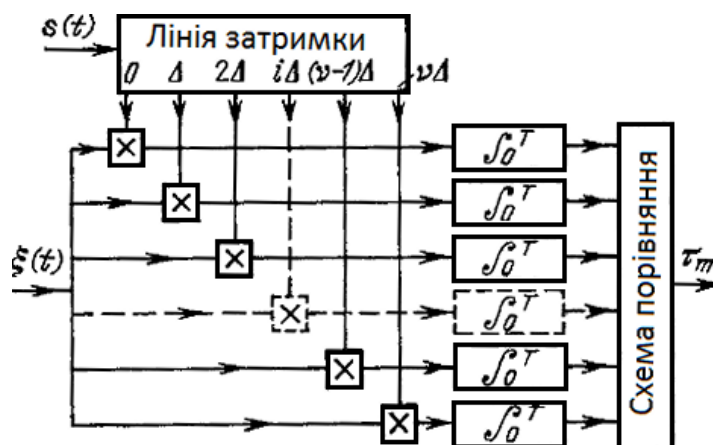 s(t)
Лінія затримки
0 Δ 2Δ iΔ (ν-1)Δ νΔ
×
∫₀ᵀ
×
∫₀ᵀ
ξ(t)
×
∫₀ᵀ
Схема порівняння
τₘ
×
∫₀ᵀ
×
∫₀ᵀ
×
∫₀ᵀ